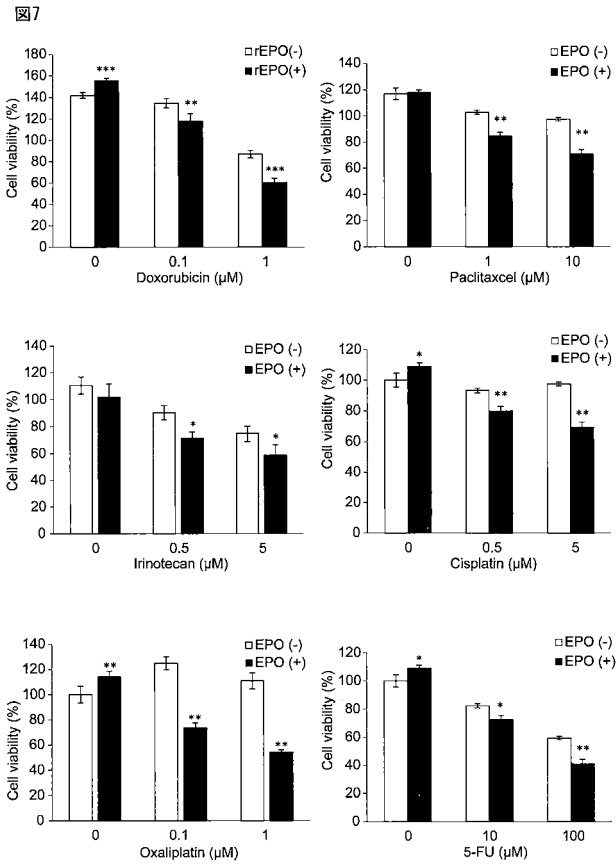 図7
Cell viability (%)
180
160
140
120
100
80
60
40
20
0
***
**
***
rEPO(-)
rEPO(+)
0 0.1 1
Doxorubicin (μM)
Cell viability (%)
140
120
100
80
60
40
20
0
**
**
EPO (-)
EPO (+)
0 1 10
Paclitaxcel (μM)
Cell viability (%)
140
120
100
80
60
40
20
0
*
*
EPO (-)
EPO (+)
0 0.5 5
Irinotecan (μM)
Cell viability (%)
120
100
80
60
40
20
0
*
**
**
EPO (-)
EPO (+)
0 0.5 5
Cisplatin (μM)
Cell viability (%)
140
120
100
80
60
40
20
0
**
**
**
EPO (-)
EPO (+)
0 0.1 1
Oxaliplatin (μM)
Cell viability (%)
120
100
80
60
40
20
0
*
*
**
EPO (-)
EPO (+)
0 10 100
5-FU (μM)